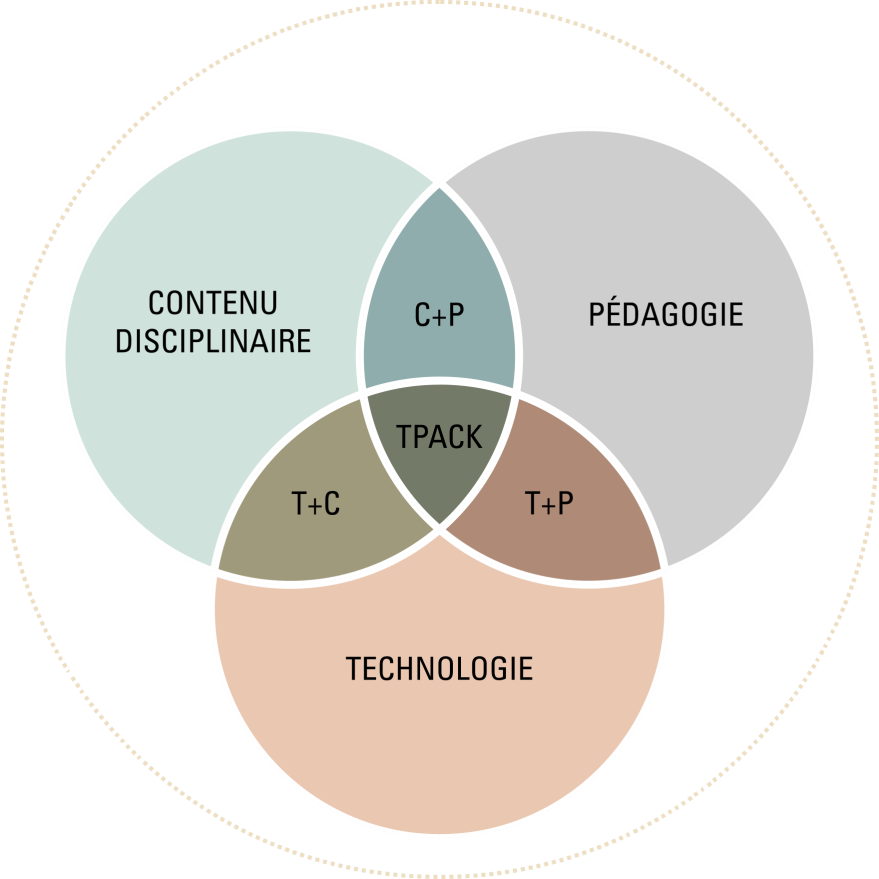 CONTENU
DISCIPLINAIRE
C+P
PÉDAGOGIE
TPACK
T+C
T+P
TECHNOLOGIE